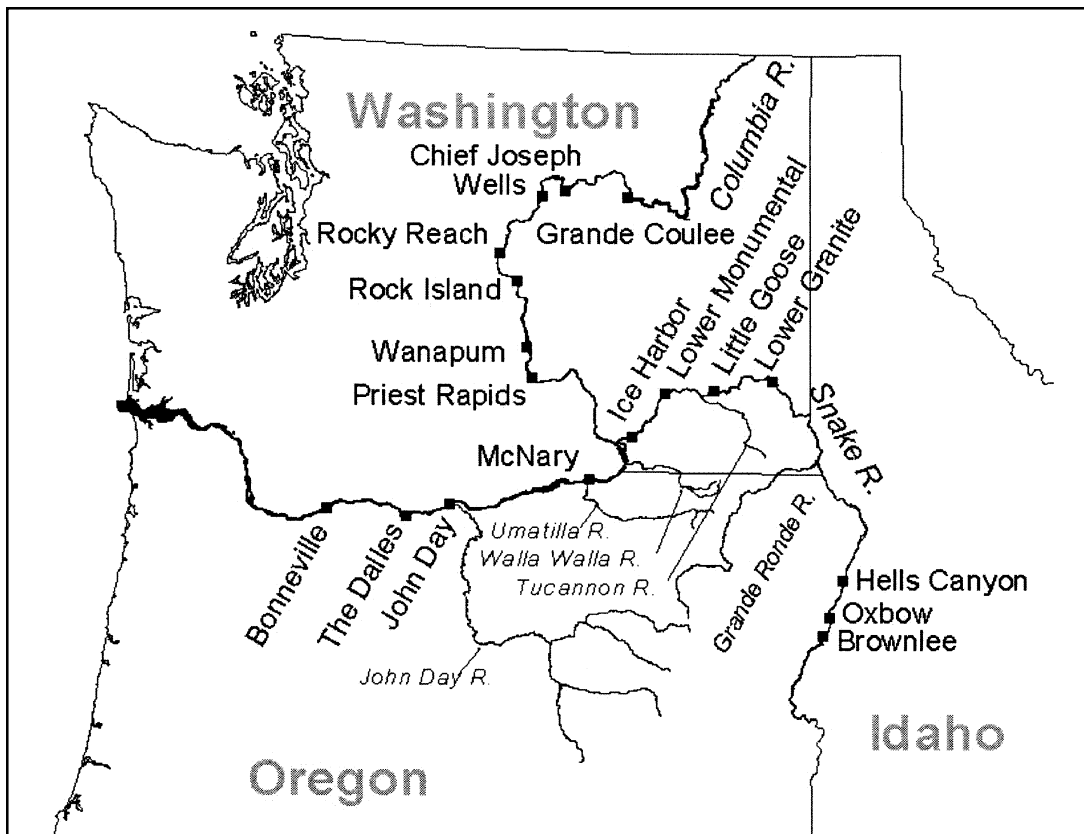 Washington
Columbia R.
Chief Joseph
Wells
Rocky Reach
Grande Coulee
Rock Island
Wanapum
Priest Rapids
Ice Harbor
Lower Monumental
Little Goose
Lower Granite
Snake R.
McNary
Umatilla R.
Walla Walla R.
Tucannon R.
Grande Ronde R.
Bonneville
The Dalles
John Day
John Day R.
Hells Canyon
Oxbow
Brownlee
Idaho
Oregon